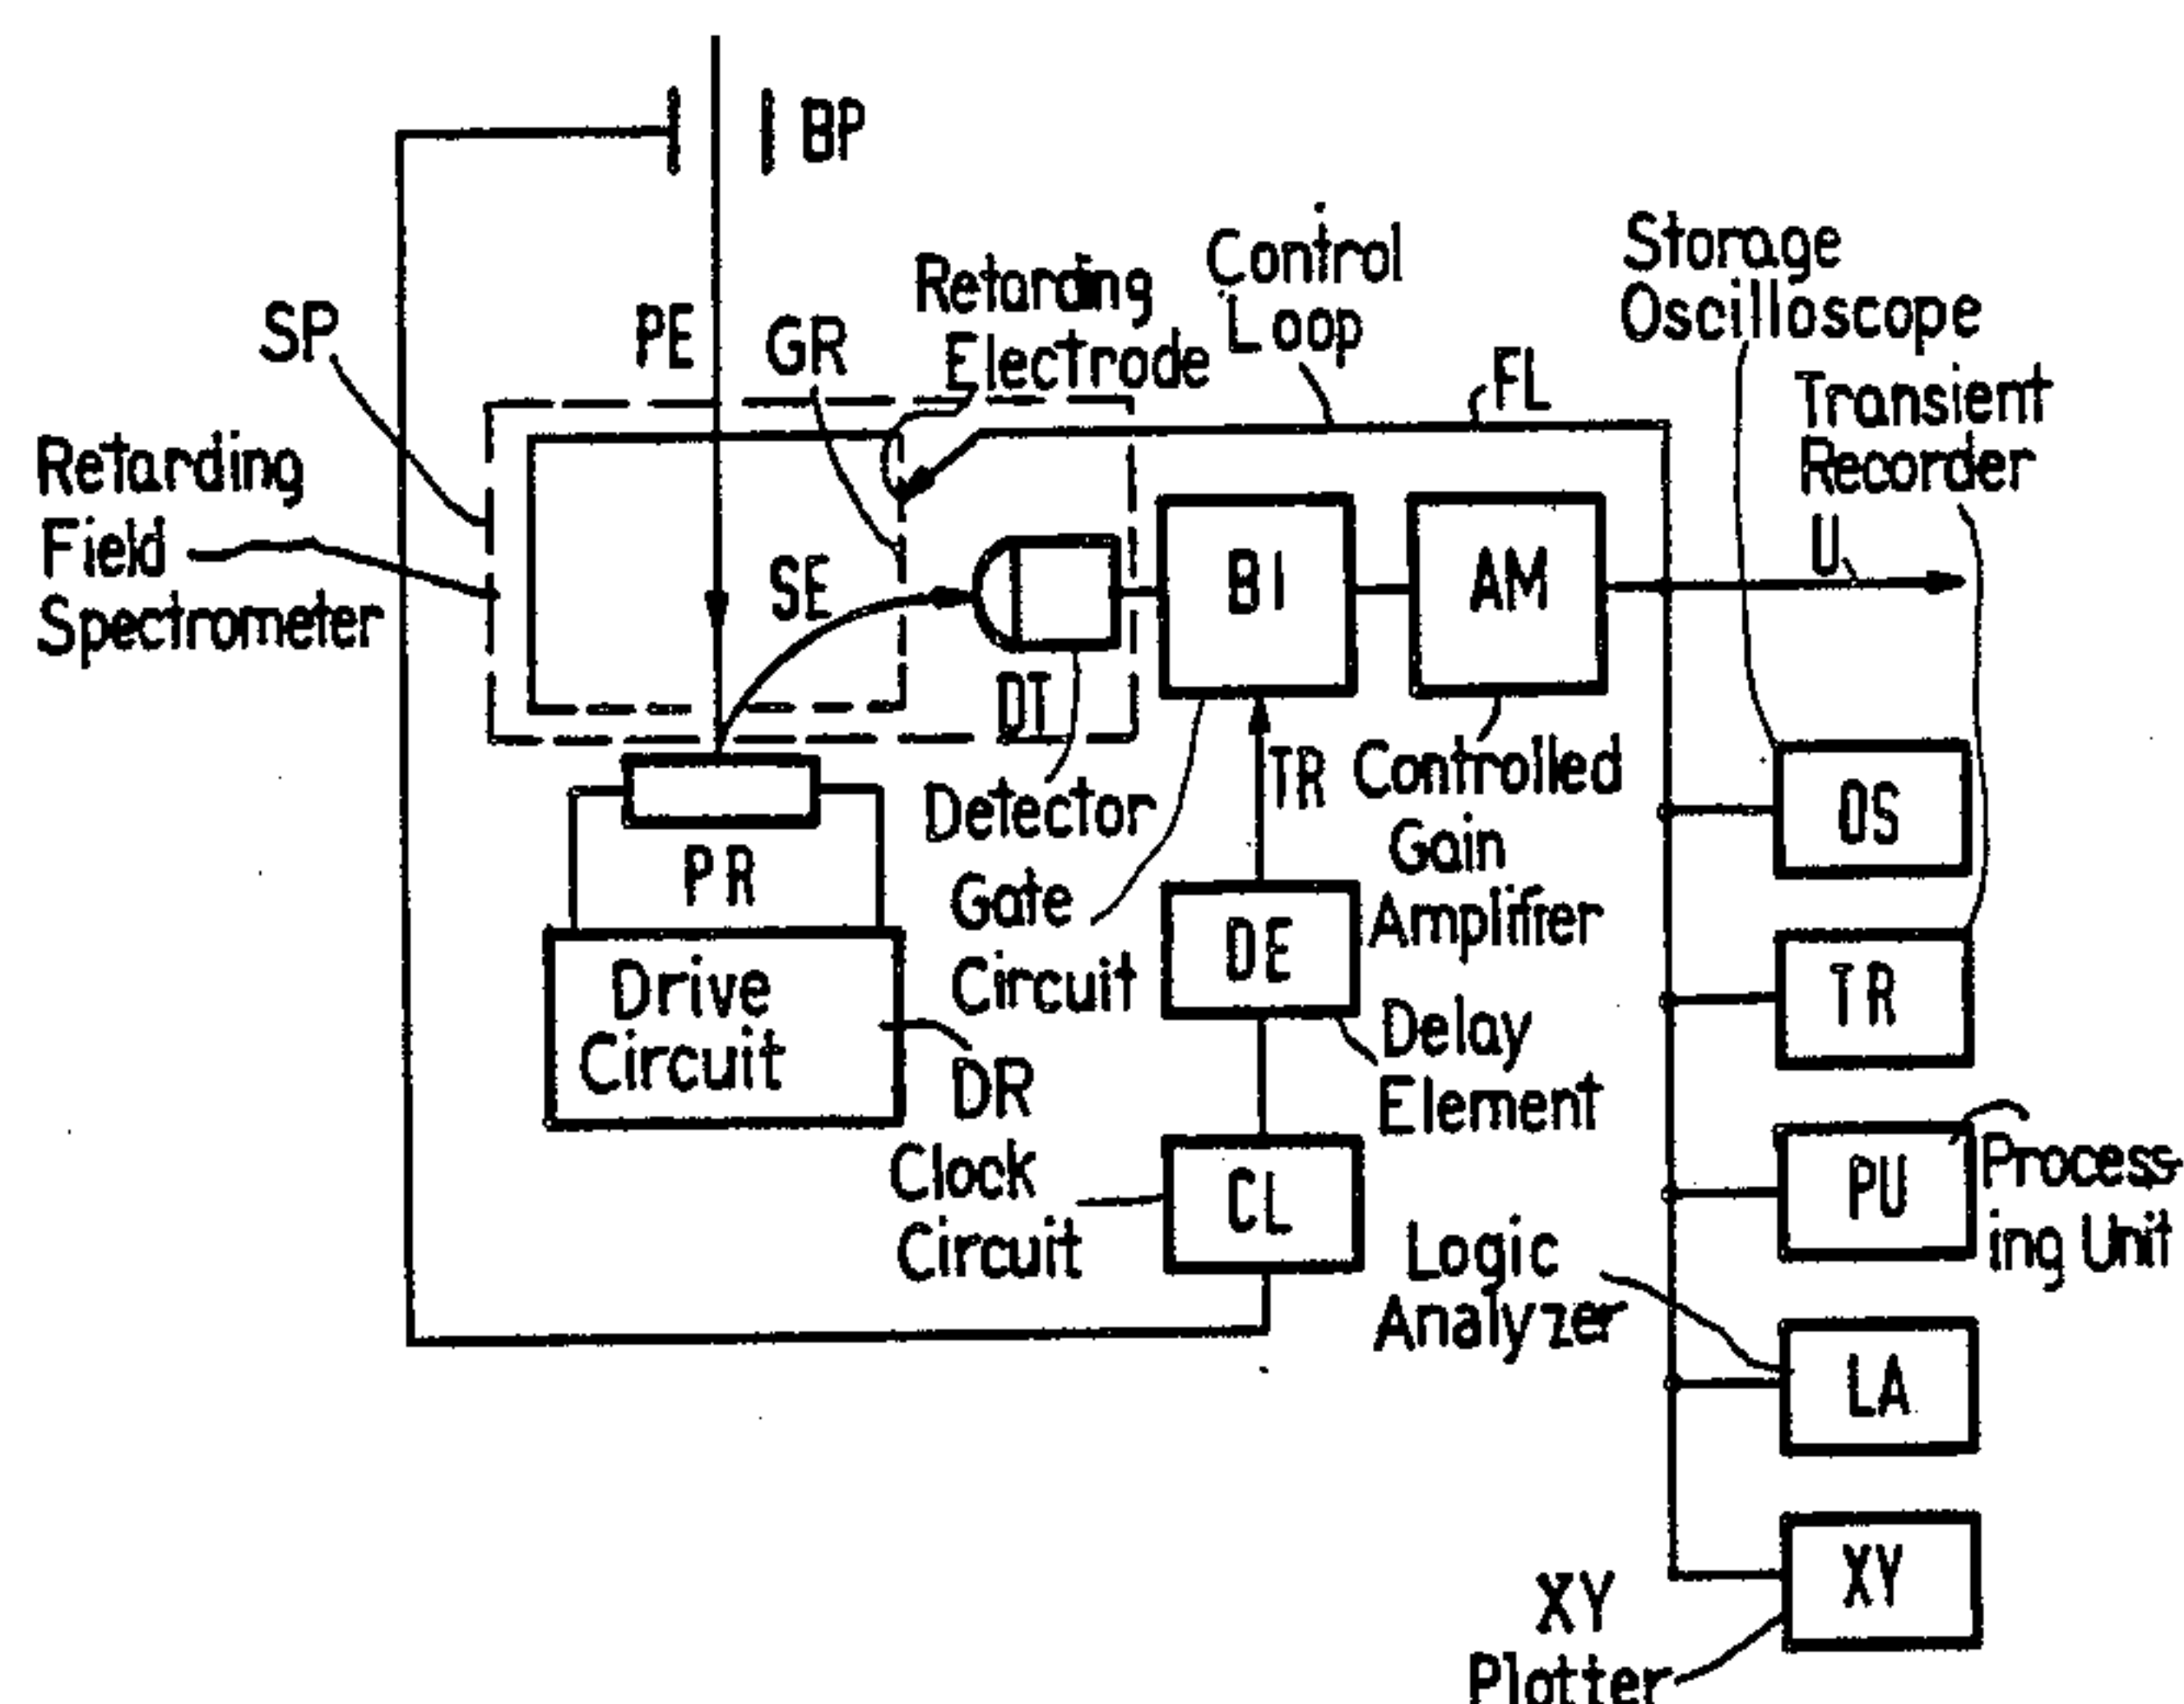 BP
Control
Loop
Storage
Oscilloscope
Retarding
Electrode
SP
PE
GR
FL
Transient
Recorder
Retarding
Field
Spectrometer
U
SE
BI
AM
DT
TR
Detector
Controlled
Gain
Amplifier
OS
PR
Gate
Circuit
DE
Drive
Circuit
TR
DR
Delay
Element
Clock
Circuit
CL
PU
Process-
ing Unit
Logic
Analyzer
LA
XY
XY
Plotter